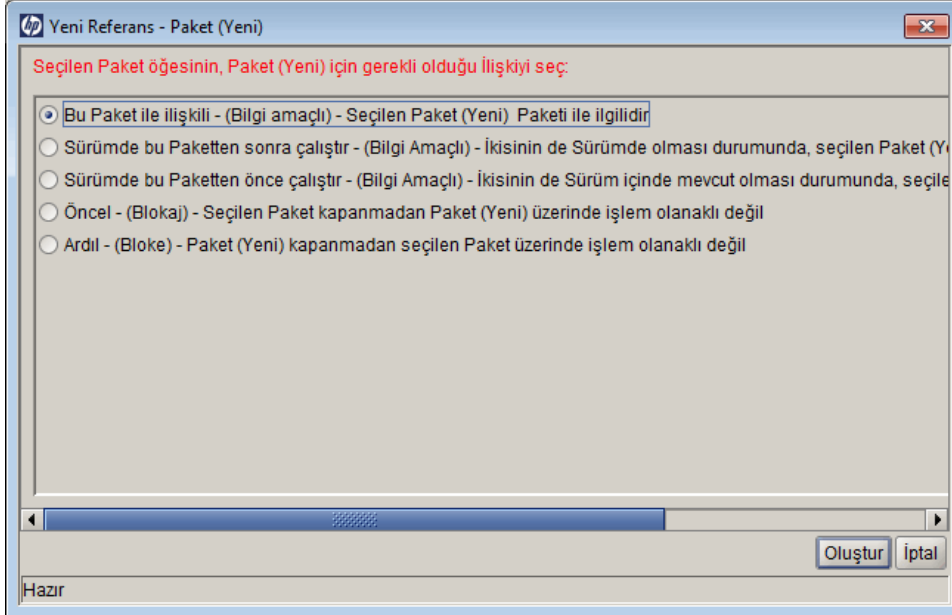 hp Yeni Referans - Paket (Yeni)
Seçilen Paket öğesinin, Paket (Yeni) için gerekli olduğu İlişkiyi seç:
Bu Paket ile ilişkili - (Bilgi amaçlı) - Seçilen Paket (Yeni) Paketi ile ilgilidir
Sürümde bu Paketten sonra çalıştır - (Bilgi Amaçlı) - İkisinin de Sürümde olması durumunda, seçilen Paket
Sürümde bu Paketten önce çalıştır - (Bilgi Amaçlı) - İkisinin de Sürüm içinde mevcut olması durumunda,
Öncel - (Blokaj) - Seçilen Paket kapanmadan Paket (Yeni) üzerinde işlem olanaklı değil
Ardıl - (Bloke) - Paket (Yeni) kapanmadan seçilen Paket üzerinde işlem olanaklı değil
Oluştur İptal
Hazır